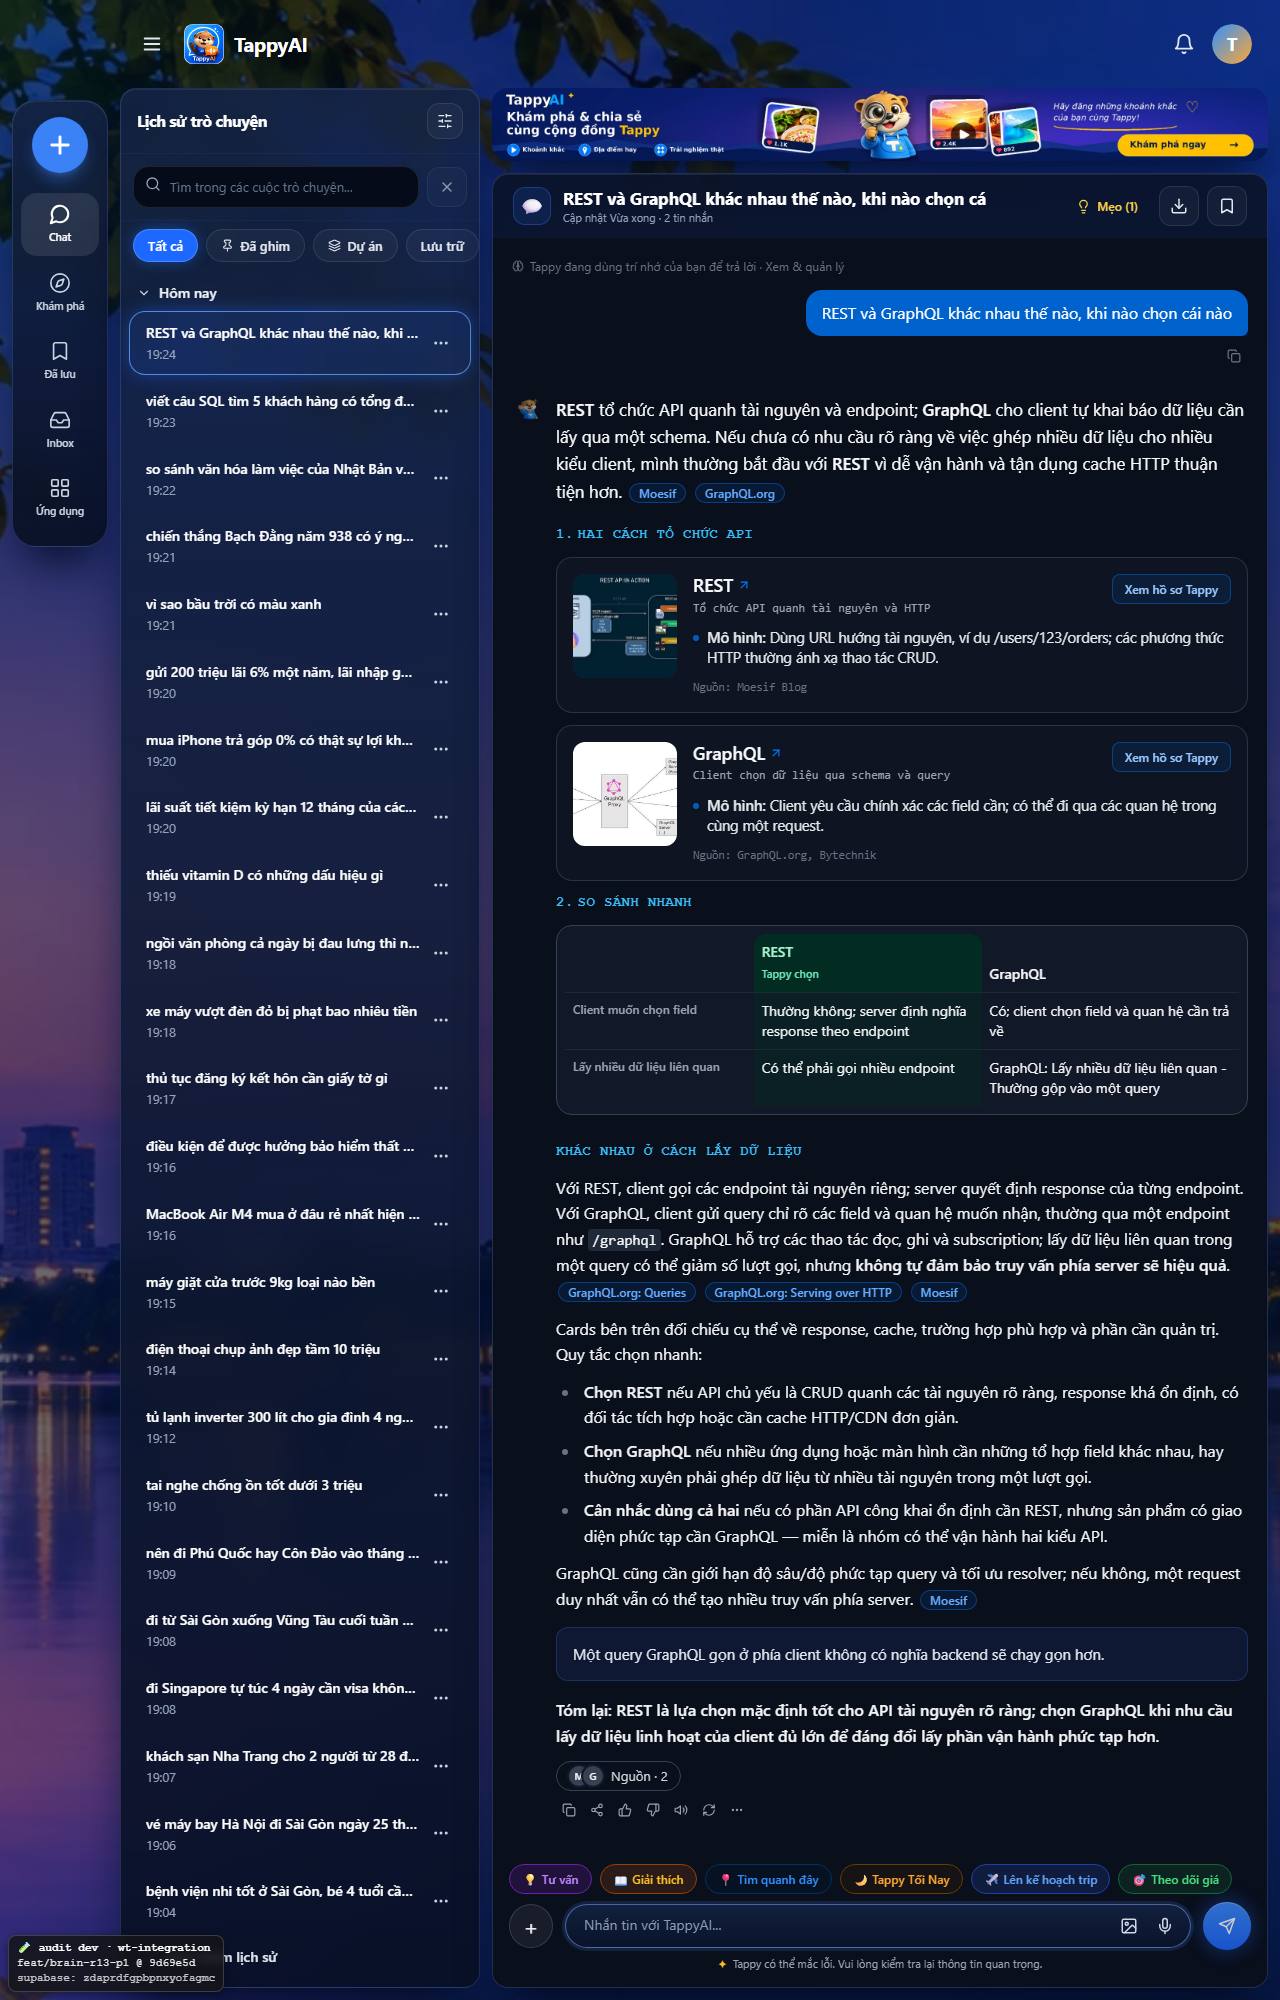 TappyAI
T
Lịch sử trò chuyện
Tìm trong các cuộc trò chuyện...
Tất cả
Đã ghim
Dự án
Lưu trữ
Chat
Khám phá
Đã lưu
Inbox
Ứng dụng
Hôm nay
REST và GraphQL khác nhau thế nào, khi ...
19:24
viết câu SQL tìm 5 khách hàng có tổng đ...
19:23
so sánh văn hóa làm việc của Nhật Bản v...
19:22
chiến thắng Bạch Đằng năm 938 có ý ng...
19:21
vì sao bầu trời có màu xanh
19:21
gửi 200 triệu lãi 6% một năm, lãi nhập g...
19:20
mua iPhone trả góp 0% có thật sự lợi kh...
19:20
lãi suất tiết kiệm kỳ hạn 12 tháng của các...
19:20
thiếu vitamin D có những dấu hiệu gì
19:19
ngồi văn phòng cả ngày bị đau lưng thì n...
19:18
xe máy vượt đèn đỏ bị phạt bao nhiêu tiền
19:18
thủ tục đăng ký kết hôn cần giấy tờ gì
19:17
điều kiện để được hưởng bảo hiểm thất ...
19:16
MacBook Air M4 mua ở đâu rẻ nhất hiện ...
19:16
máy giặt cửa trước 9kg loại nào bền
19:15
điện thoại chụp ảnh đẹp tầm 10 triệu
19:14
tủ lạnh inverter 300 lít cho gia đình 4 ng...
19:12
tai nghe chống ồn tốt dưới 3 triệu
19:10
nên đi Phú Quốc hay Côn Đảo vào tháng ...
19:09
đi từ Sài Gòn xuống Vũng Tàu cuối tuần ...
19:08
đi Singapore tự túc 4 ngày cần visa khôn...
19:08
khách sạn Nha Trang cho 2 người từ 28 đ...
19:07
vé máy bay Hà Nội đi Sài Gòn ngày 25 th...
19:06
bệnh viện nhi tốt ở Sài Gòn, bé 4 tuổi cầ...
19:04
m lịch sử
audit dev · wt-integration
feat/brain-r13-p1 @ 9d69e5d
supabase: zdaprdfgpbpnxyofagmc
TappyAI
Khám phá & chia sẻ
cùng cộng đồng Tappy
Khoảnh khắc
Địa điểm hay
Trải nghiệm thật
1.1K
2.4K
892
Hãy đăng những khoảnh khắc
của bạn cùng Tappy!
Khám phá ngay
REST và GraphQL khác nhau thế nào, khi nào chọn cá
Cập nhật Vừa xong · 2 tin nhắn
Mẹo (1)
Tappy đang dùng trí nhớ của bạn để trả lời · Xem & quản lý
REST và GraphQL khác nhau thế nào, khi nào chọn cái nào
REST tổ chức API quanh tài nguyên và endpoint; GraphQL cho client tự khai báo dữ liệu cần
lấy qua một schema. Nếu chưa có nhu cầu rõ ràng về việc ghép nhiều dữ liệu cho nhiều
kiểu client, mình thường bắt đầu với REST vì dễ vận hành và tận dụng cache HTTP thuận
tiện hơn. Moesif GraphQL.org
1. HAI CÁCH TỔ CHỨC API
REST AP IN ACTION
REST
Xem hồ sơ Tappy
Tổ chức API quanh tài nguyên và HTTP
Mô hình: Dùng URL hướng tài nguyên, ví dụ /users/123/orders; các phương thức
HTTP thường ánh xạ thao tác CRUD.
Nguồn: Moesif Blog
GraphQL Proxy
GraphQL
Xem hồ sơ Tappy
Client chọn dữ liệu qua schema và query
Mô hình: Client yêu cầu chính xác các field cần; có thể đi qua các quan hệ trong
cùng một request.
Nguồn: GraphQL.org, Bytechnik
2. SO SÁNH NHANH
REST
Tappy chọn
GraphQL
Client muốn chọn field
Thường không; server định nghĩa
response theo endpoint
Có; client chọn field và quan hệ cần trả
về
Lấy nhiều dữ liệu liên quan
Có thể phải gọi nhiều endpoint
GraphQL: Lấy nhiều dữ liệu liên quan -
Thường gộp vào một query
KHÁC NHAU Ở CÁCH LẤY DỮ LIỆU
Với REST, client gọi các endpoint tài nguyên riêng; server quyết định response của từng endpoint.
Với GraphQL, client gửi query chỉ rõ các field và quan hệ muốn nhận, thường qua một endpoint
như /graphql. GraphQL hỗ trợ các thao tác đọc, ghi và subscription; lấy dữ liệu liên quan trong
một query có thể giảm số lượt gọi, nhưng không tự đảm bảo truy vấn phía server sẽ hiệu quả.
GraphQL.org: Queries GraphQL.org: Serving over HTTP Moesif
Cards bên trên đối chiếu cụ thể về response, cache, trường hợp phù hợp và phần cần quản trị.
Quy tắc chọn nhanh:
Chọn REST nếu API chủ yếu là CRUD quanh các tài nguyên rõ ràng, response khá ổn định, có
đối tác tích hợp hoặc cần cache HTTP/CDN đơn giản.
Chọn GraphQL nếu nhiều ứng dụng hoặc màn hình cần những tổ hợp field khác nhau, hay
thường xuyên phải ghép dữ liệu từ nhiều tài nguyên trong một lượt gọi.
Cân nhắc dùng cả hai nếu có phần API công khai ổn định cần REST, nhưng sản phẩm có giao
diện phức tạp cần GraphQL — miễn là nhóm có thể vận hành hai kiểu API.
GraphQL cũng cần giới hạn độ sâu/độ phức tạp query và tối ưu resolver; nếu không, một request
duy nhất vẫn có thể tạo nhiều truy vấn phía server. Moesif
Một query GraphQL gọn ở phía client không có nghĩa backend sẽ chạy gọn hơn.
Tóm lại: REST là lựa chọn mặc định tốt cho API tài nguyên rõ ràng; chọn GraphQL khi nhu cầu
lấy dữ liệu linh hoạt của client đủ lớn để đáng đổi lấy phần vận hành phức tạp hơn.
M G Nguồn · 2
Tư vấn
Giải thích
Tìm quanh đây
Tappy Tối Nay
Lên kế hoạch trip
Theo dõi giá
Nhắn tin với TappyAI...
Tappy có thể mắc lỗi. Vui lòng kiểm tra lại thông tin quan trọng.